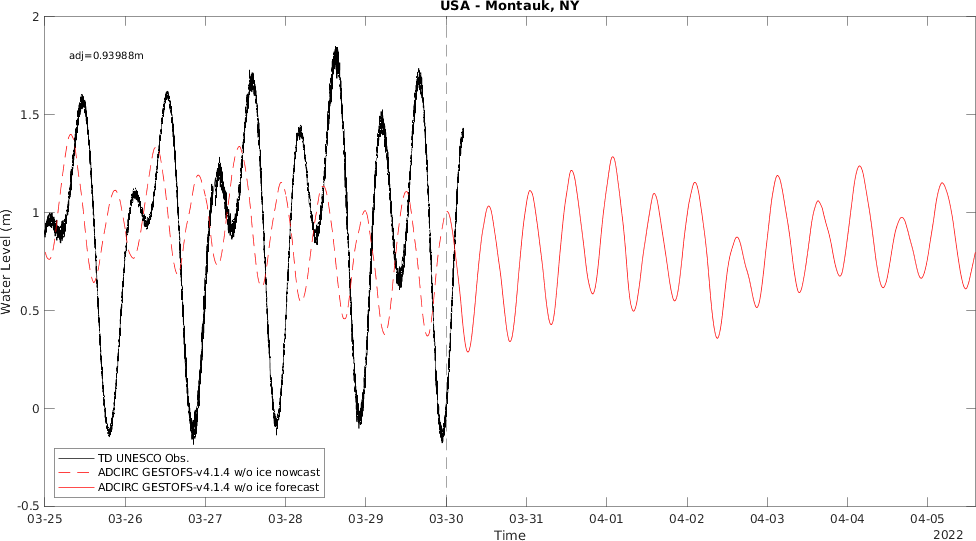 USA - Montauk, NY
adj=0.93988m
Water Level (m)
2
1.5
1
0.5
0
-0.5
TD UNESCO Obs.
ADCIRC GESTOFS-v4.1.4 w/o ice nowcast
ADCIRC GESTOFS-v4.1.4 w/o ice forecast
03-25 03-26 03-27 03-28 03-29 03-30 03-31 04-01 04-02 04-03 04-04 04-05
Time
2022